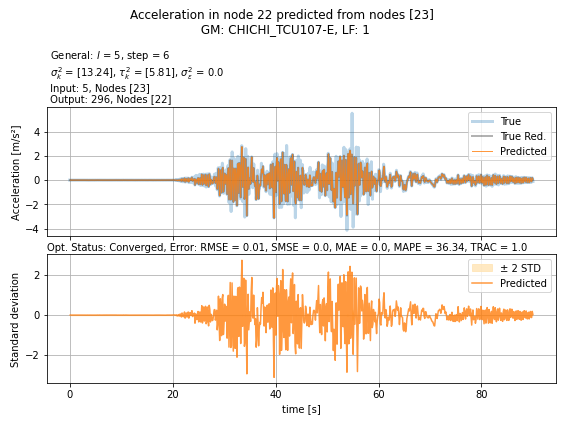 Acceleration in node 22 predicted from nodes [23]
GM: CHICHI_TCU107-E, LF: 1
General: l = 5, step = 6
σ²ₖ = [13.24], τ²ₖ = [5.81], σ²ε = 0.0
Input: 5, Nodes [23]
Output: 296, Nodes [22]
Acceleration [m/s²]
4
2
0
−2
−4
True
True Red.
Predicted
Opt. Status: Converged, Error: RMSE = 0.01, SMSE = 0.0, MAE = 0.0, MAPE = 36.34, TRAC = 1.0
Standard deviation
2
0
−2
± 2 STD
Predicted
0 20 40 60 80
time [s]